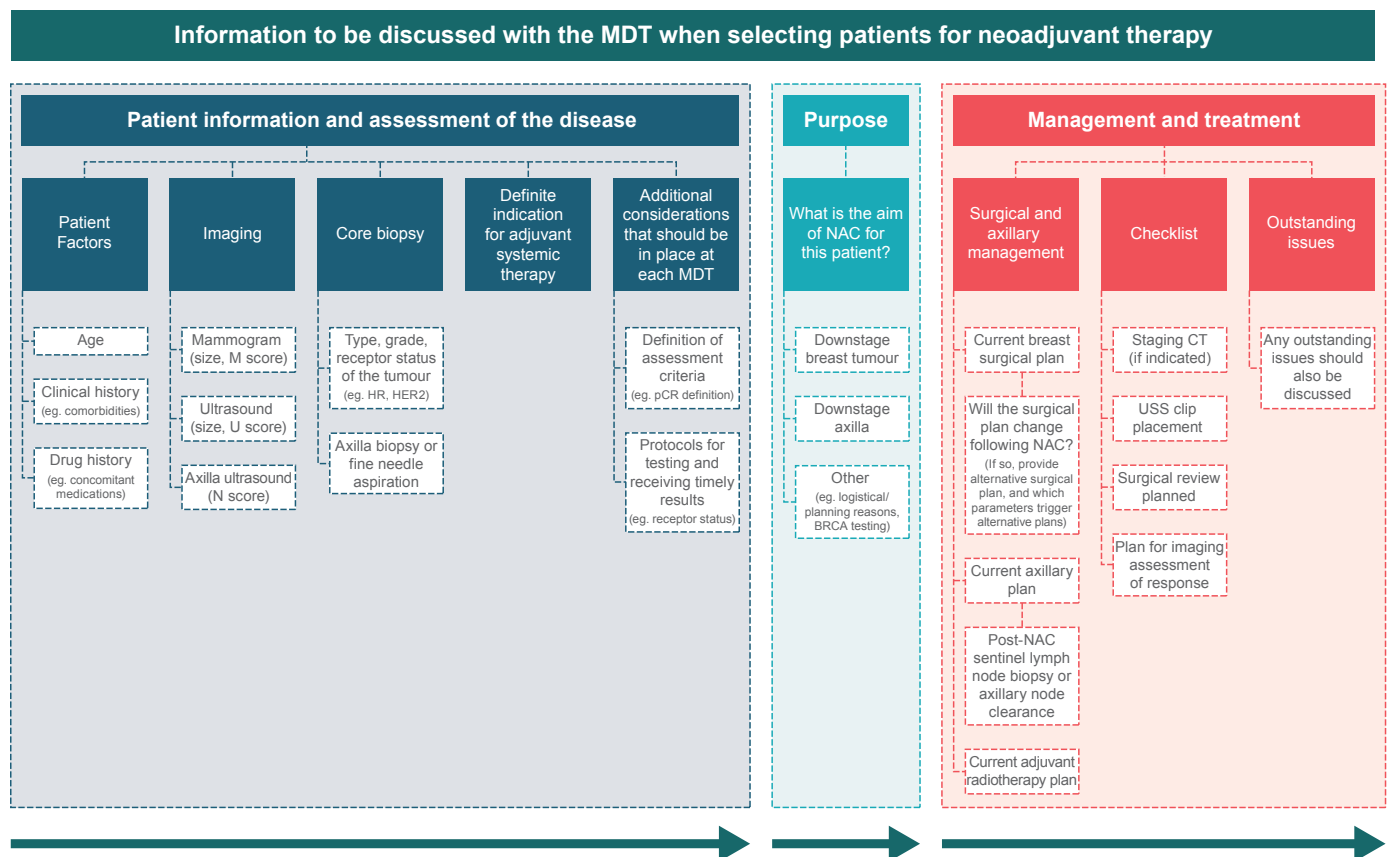 Information to be discussed with the MDT when selecting patients for neoadjuvant therapy
Patient information and assessment of the disease
Patient
Factors
Age
Clinical history
(eg. comorbidities)
Drug history
(eg. concomitant
medications)
Imaging
Mammogram
(size, M score)
Ultrasound
(size, U score)
Axilla ultrasound
(N score)
Core biopsy
Type, grade,
receptor status
of the tumour
(eg. HR, HER2)
Axilla biopsy or
fine needle
aspiration
Definite
indication
for adjuvant
systemic
therapy
Additional
considerations
that should be
in place at
each MDT
Definition of
assessment
criteria
(eg. pCR definition)
Protocols for
testing and
receiving timely
results
(eg. receptor status)
Purpose
What is the aim
of NAC for
this patient?
Downstage
breast tumour
Downstage
axilla
Other
(eg. logistical/
planning reasons,
BRCA testing)
Management and treatment
Surgical and
axillary
management
Current breast
surgical plan
Will the surgical
plan change
following NAC?
(If so, provide
alternative surgical
plan, and which
parameters trigger
alternative plans)
Current axillary
plan
Post-NAC
sentinel lymph
node biopsy or
axillary node
clearance
Current adjuvant
radiotherapy plan
Checklist
Staging CT
(if indicated)
USS clip
placement
Surgical review
planned
Plan for imaging
assessment
of response
Outstanding
issues
Any outstanding
issues should
also be
discussed